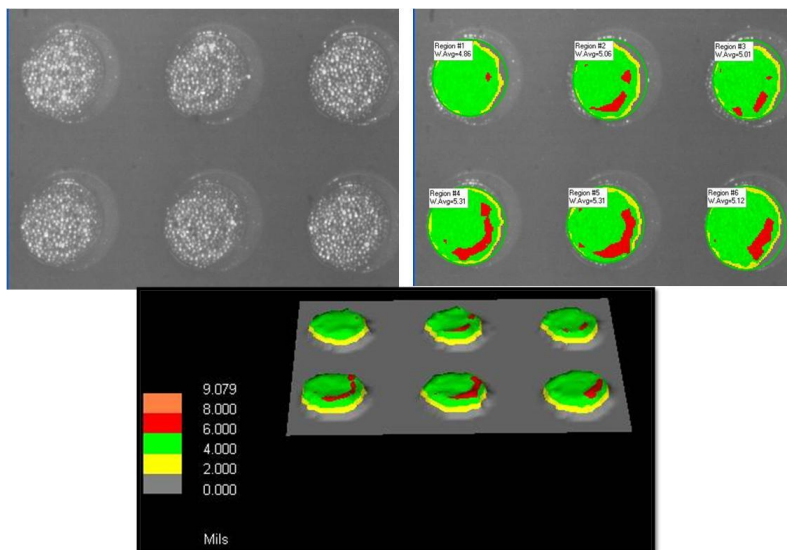 Region #1
W.Avg=4.86
Region #2
W.Avg=5.06
Region #3
W.Avg=5.01
Region #4
W.Avg=5.31
Region #5
W.Avg=5.31
Region #6
W.Avg=5.12
9.079
8.000
6.000
4.000
2.000
0.000
Mils